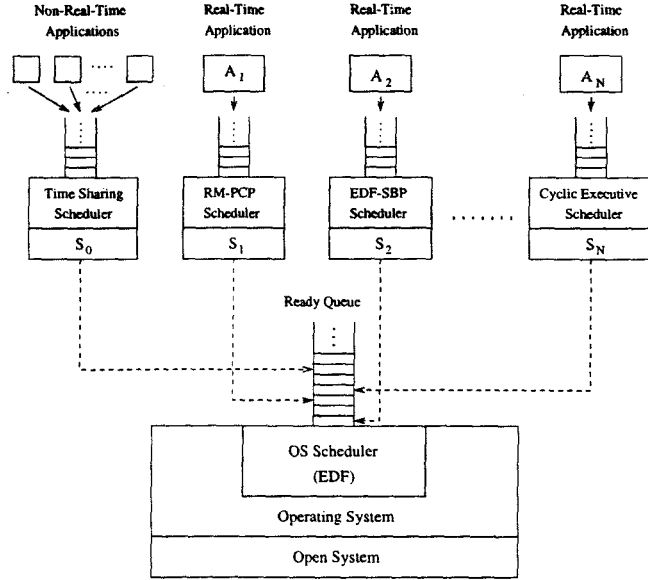 Non-Real-Time
Applications
Real-Time
Application
Real-Time
Application
Real-Time
Application
A1
A2
AN
Time Sharing
Scheduler
RM-PCP
Scheduler
EDF-SBP
Scheduler
Cyclic Executive
Scheduler
S0
S1
S2
SN
Ready Queue
OS Scheduler
(EDF)
Operating System
Open System